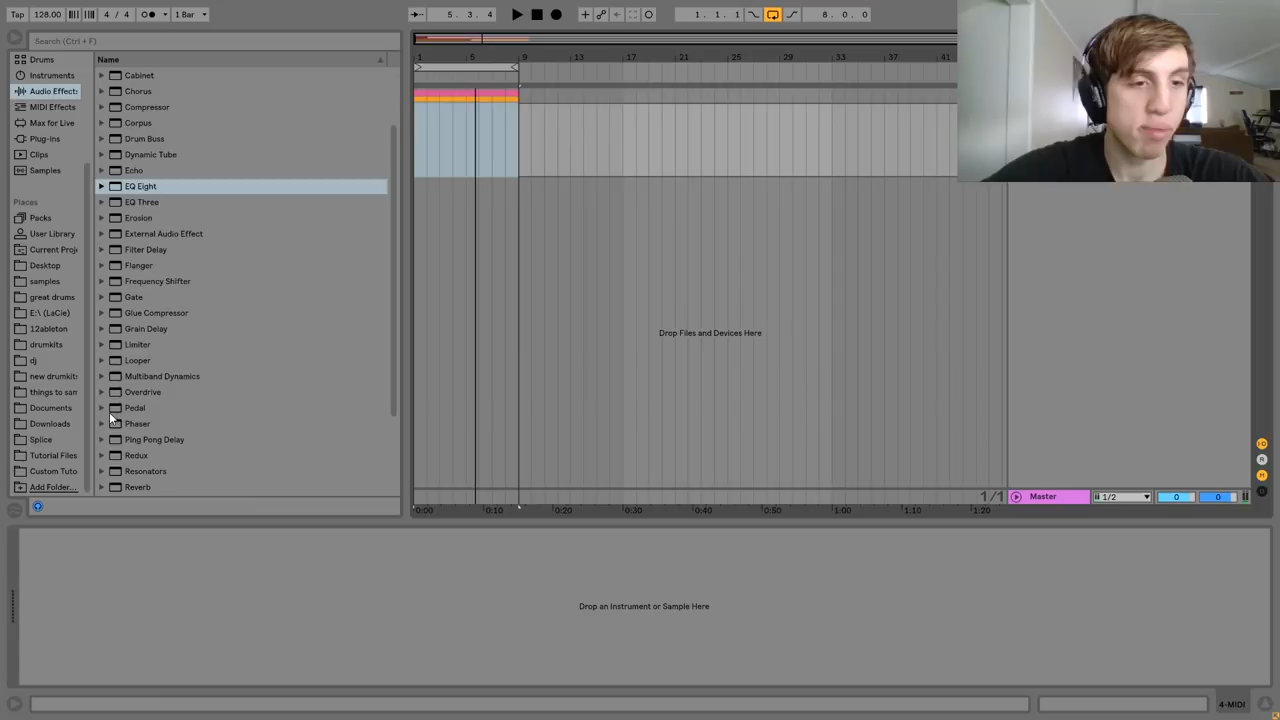 Tap 128.00 4 / 4 1 Bar 5. 3. 4 1. 1. 1 8. 0. 0
Search (Ctrl + F)
Drums
Instruments
Audio Effects
MIDI Effects
Max for Live
Plug-ins
Clips
Samples
Places
Packs
User Library
Current Proj
Desktop
samples
great drums
E:\ (LaCie)
12ableton
drumkits
dj
new drumkits
things to sam
Documents
Downloads
Splice
Tutorial Files
Custom Tuto
Add Folder...
Name
Cabinet
Chorus
Compressor
Corpus
Drum Buss
Dynamic Tube
Echo
EQ Eight
EQ Three
Erosion
External Audio Effect
Filter Delay
Flanger
Frequency Shifter
Gate
Glue Compressor
Grain Delay
Limiter
Looper
Multiband Dynamics
Overdrive
Pedal
Phaser
Ping Pong Delay
Redux
Resonators
Reverb
1 5 9 13 17 21 25 29 33 37 41
Drop Files and Devices Here
1/1 Master 1/2 0 0
0:00 0:10 0:20 0:30 0:40 0:50 1:00 1:10 1:20
I·O
R
M
D
Drop an Instrument or Sample Here
4-MIDI